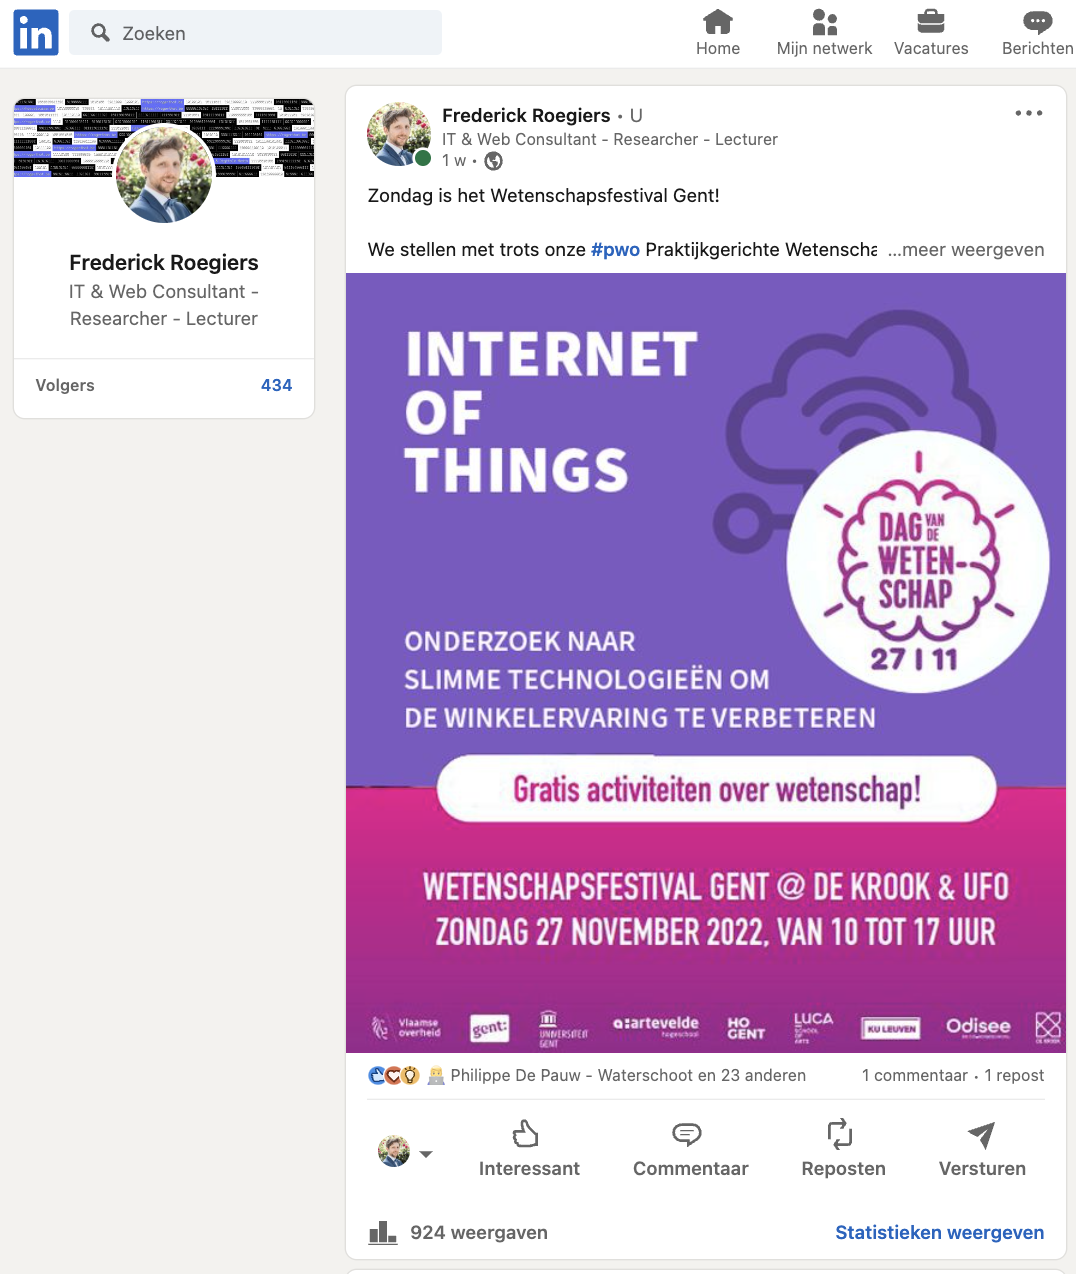 in
Zoeken
Home
Mijn netwerk
Vacatures
Berichten
Frederick Roegiers
IT & Web Consultant -
Researcher - Lecturer
Volgers 434
Frederick Roegiers • U
IT & Web Consultant - Researcher - Lecturer
1 w •
Zondag is het Wetenschapsfestival Gent!
We stellen met trots onze #pwo Praktijkgerichte Wetenscha ...meer weergeven
INTERNET
OF
THINGS
DAG VAN DE
WETEN-
SCHAP
27 | 11
ONDERZOEK NAAR
SLIMME TECHNOLOGIEËN OM
DE WINKELERVARING TE VERBETEREN
Gratis activiteiten over wetenschap!
WETENSCHAPSFESTIVAL GENT @ DE KROOK & UFO
ZONDAG 27 NOVEMBER 2022, VAN 10 TOT 17 UUR
Vlaamse
overheid
gent:
UNIVERSITEIT
GENT
a:artevelde
hogeschool
HO
GENT
LUCA
SCHOOL
OF
ARTS
KU LEUVEN
Odisee
DE KROOK
Philippe De Pauw - Waterschoot en 23 anderen
1 commentaar • 1 repost
Interessant
Commentaar
Reposten
Versturen
924 weergaven
Statistieken weergeven